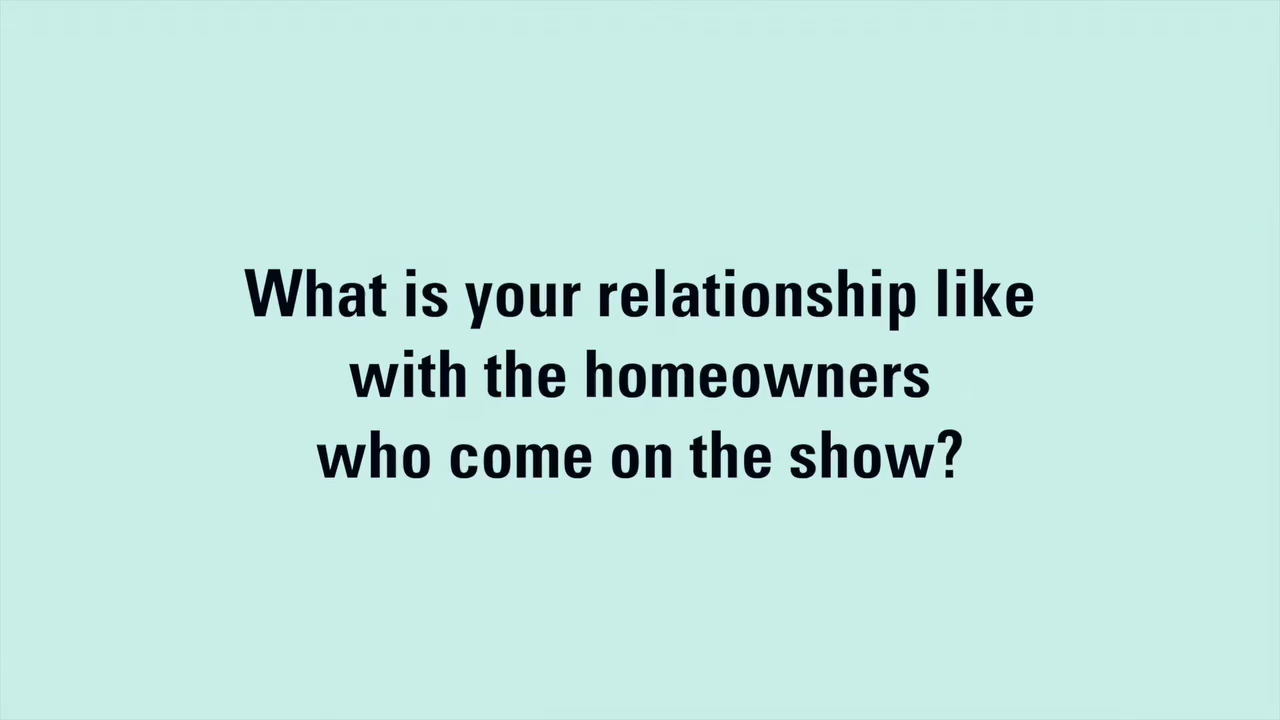 What is your relationship like
with the homeowners
who come on the show?